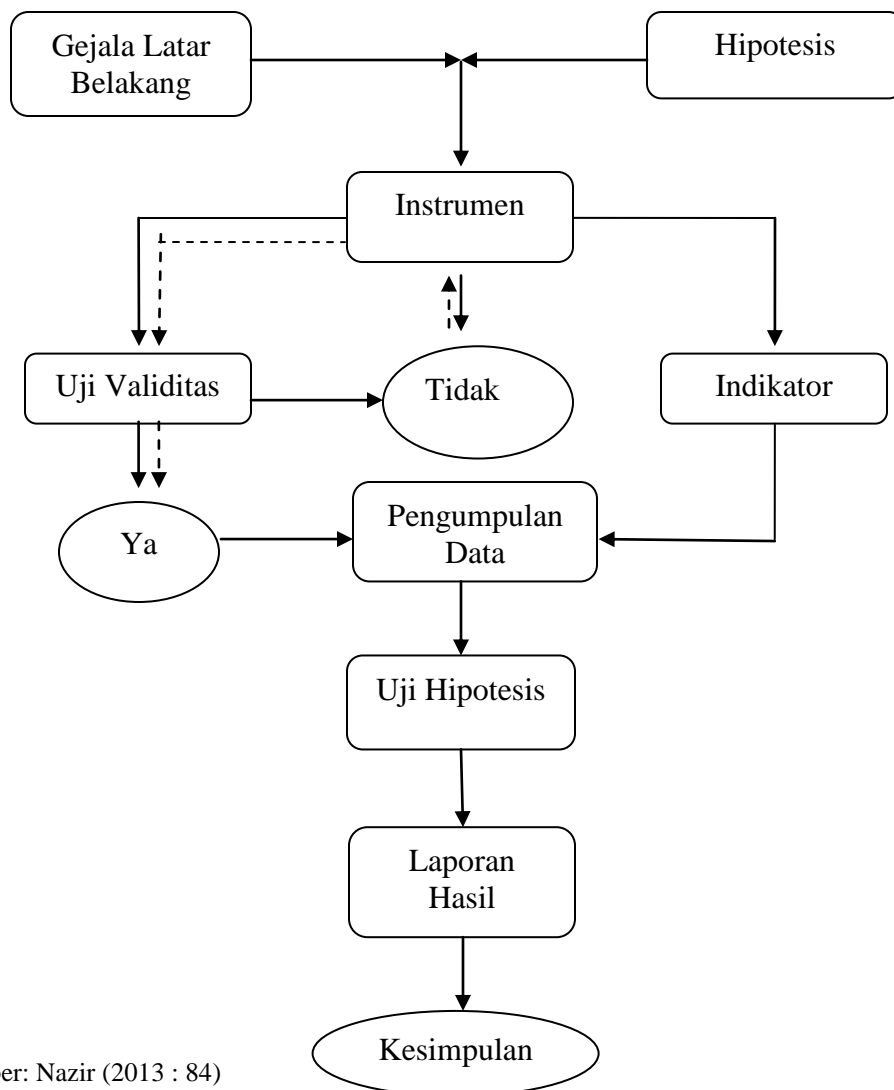 Gejala Latar
Belakang
Hipotesis
Instrumen
Uji Validitas
Tidak
Indikator
Ya
Pengumpulan
Data
Uji Hipotesis
Laporan
Hasil
Kesimpulan
ber: Nazir (2013 : 84)